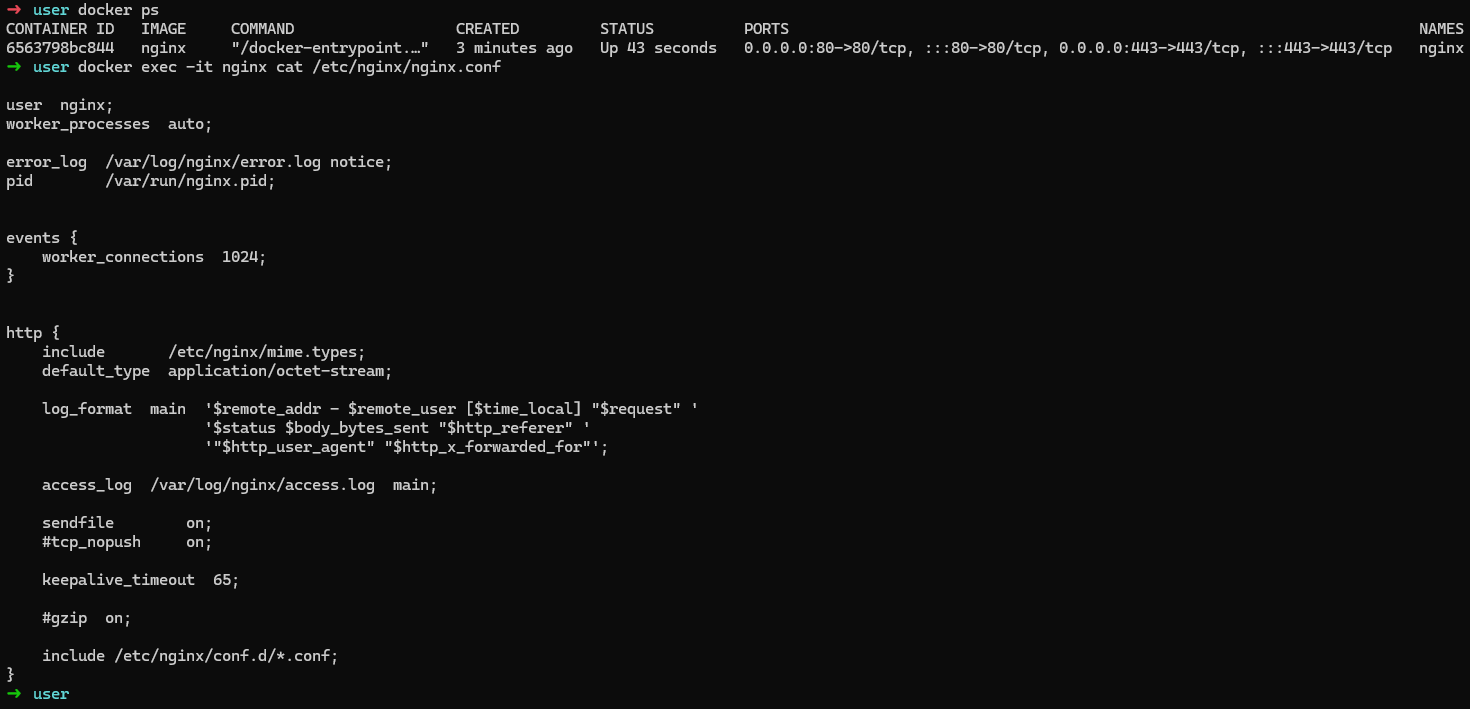 → user docker ps
CONTAINER ID   IMAGE     COMMAND                  CREATED         STATUS          PORTS                                                                      NAMES
6563798bc844   nginx     "/docker-entrypoint.…"   3 minutes ago   Up 43 seconds   0.0.0.0:80->80/tcp, :::80->80/tcp, 0.0.0.0:443->443/tcp, :::443->443/tcp   nginx
→ user docker exec -it nginx cat /etc/nginx/nginx.conf

user  nginx;
worker_processes  auto;

error_log  /var/log/nginx/error.log notice;
pid        /var/run/nginx.pid;


events {
    worker_connections  1024;
}


http {
    include       /etc/nginx/mime.types;
    default_type  application/octet-stream;

    log_format  main  '$remote_addr - $remote_user [$time_local] "$request" '
                      '$status $body_bytes_sent "$http_referer" '
                      '"$http_user_agent" "$http_x_forwarded_for"';

    access_log  /var/log/nginx/access.log  main;

    sendfile        on;
    #tcp_nopush     on;

    keepalive_timeout  65;

    #gzip  on;

    include /etc/nginx/conf.d/*.conf;
}
→ user